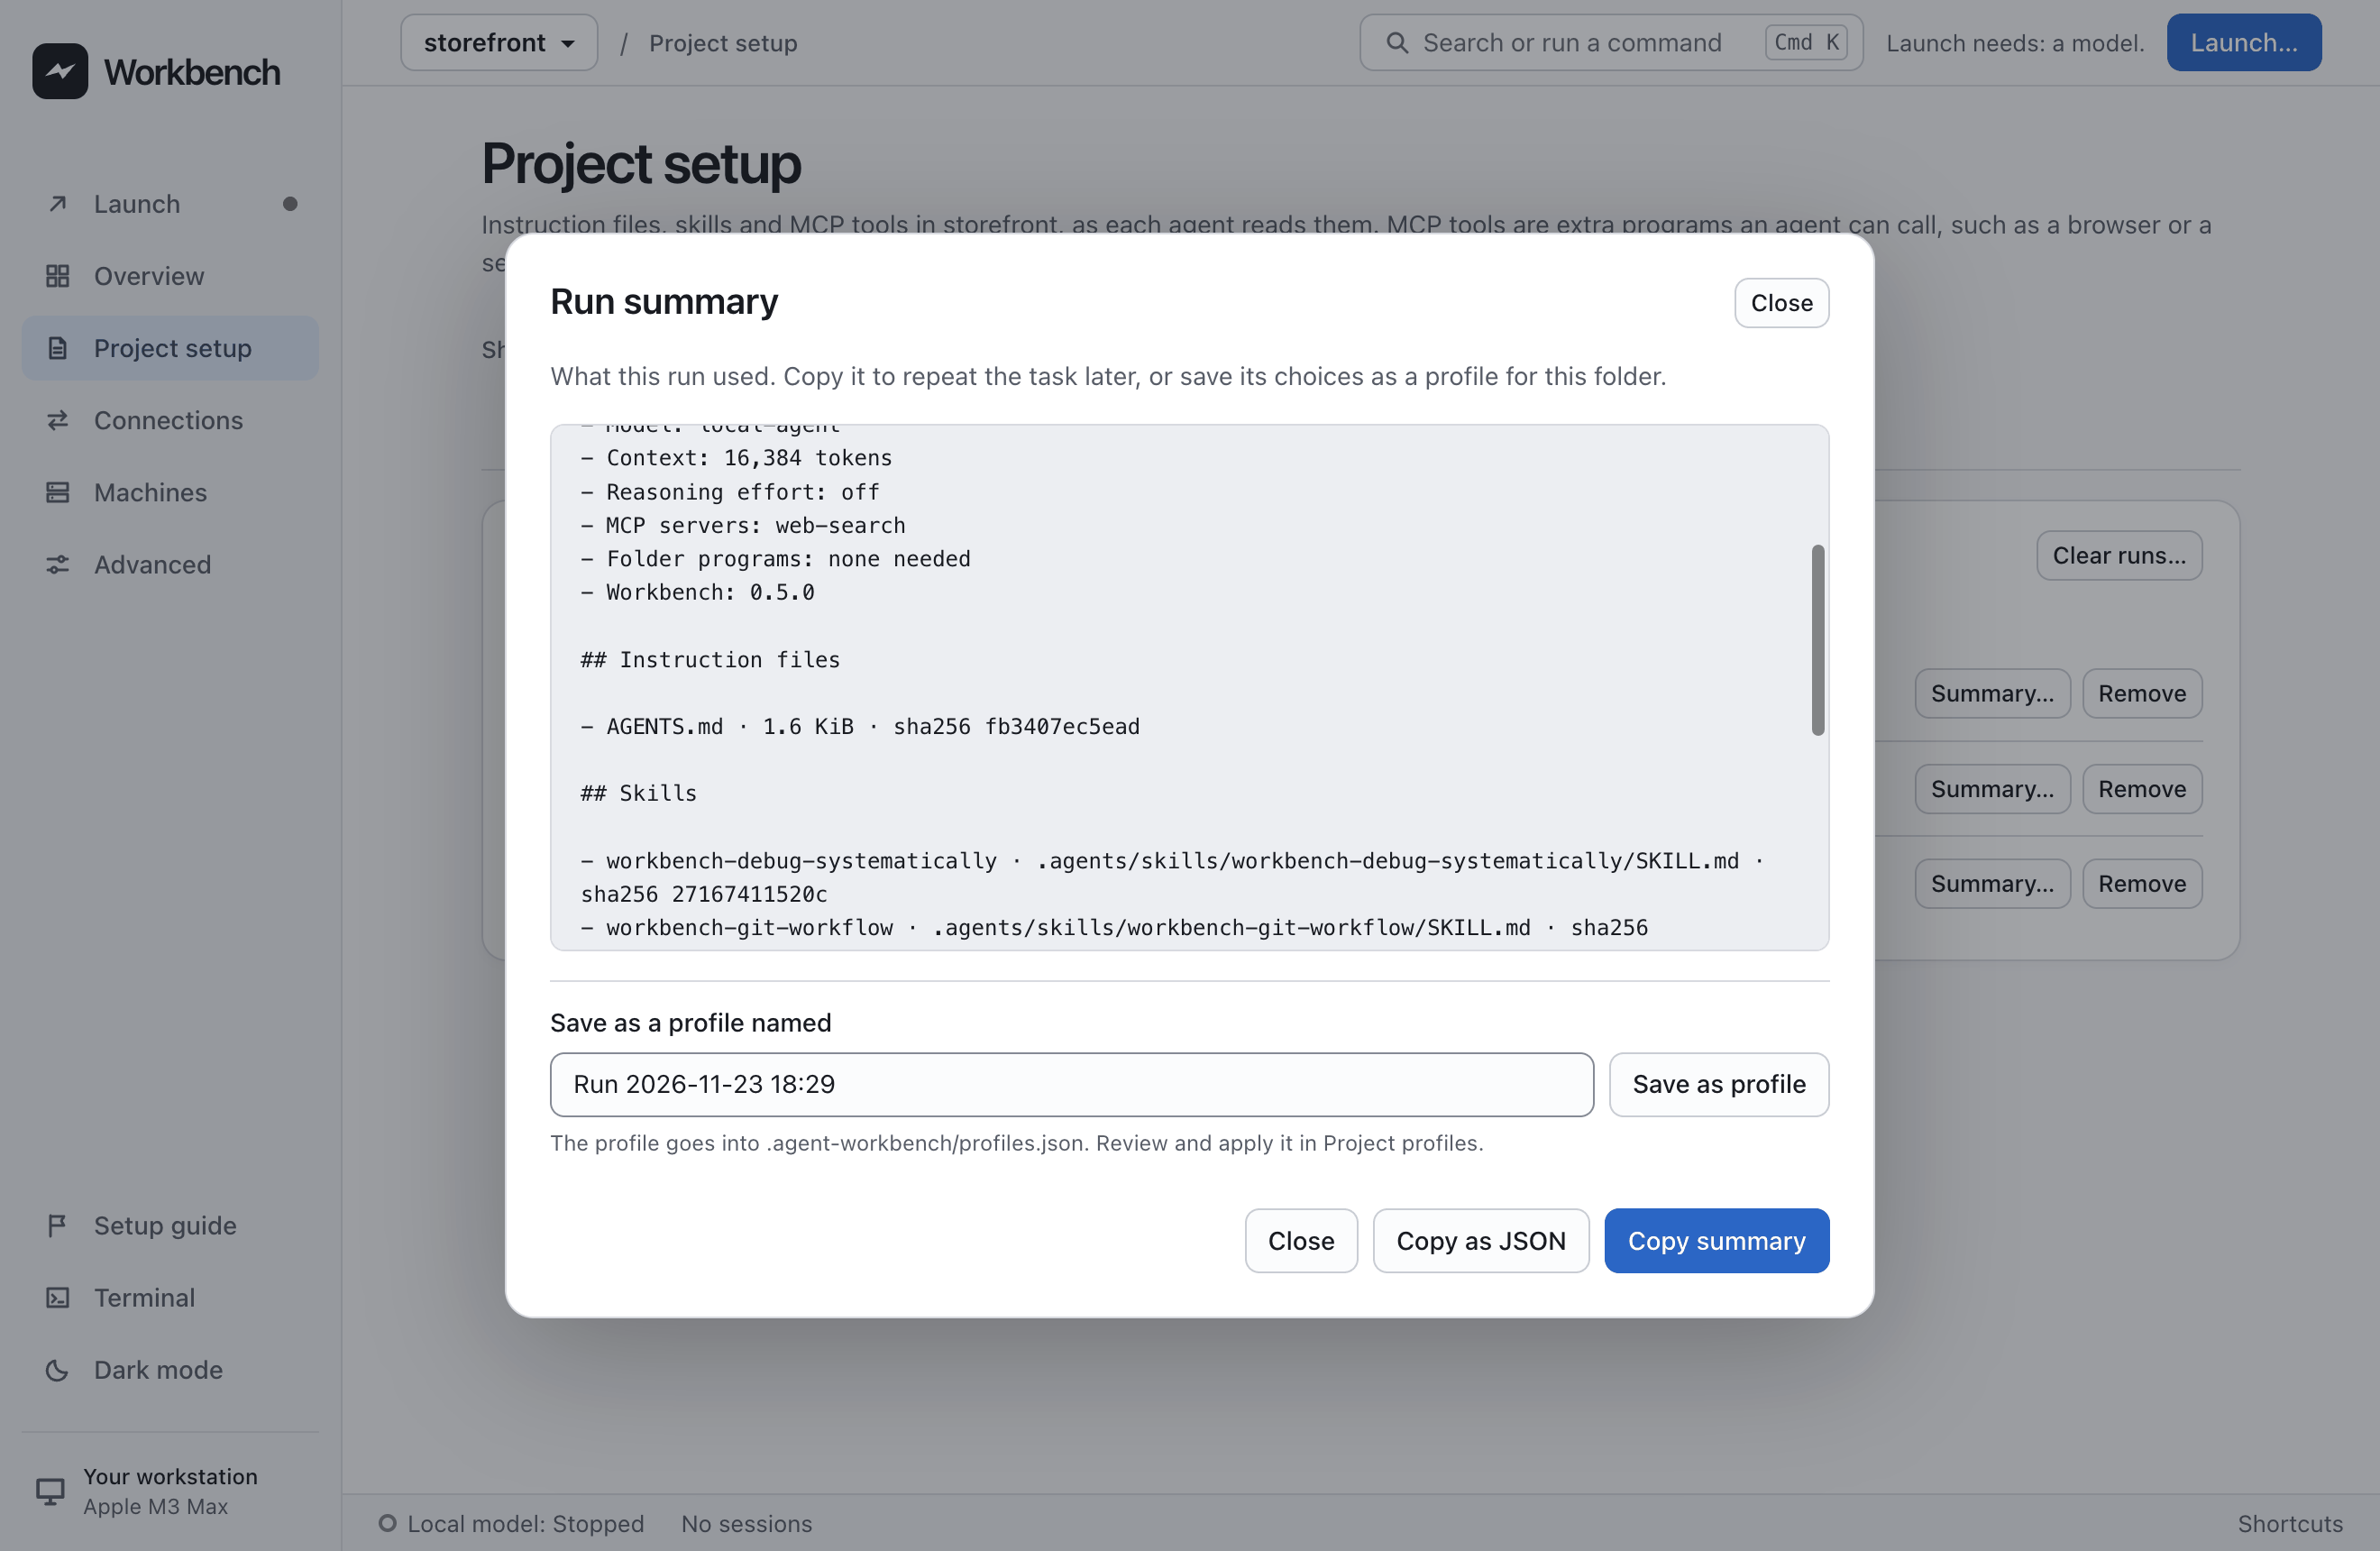 Workbench
storefront
/
Project setup
Search or run a command
Cmd K
Launch needs: a model.
Launch...
Launch
Overview
Project setup
Connections
Machines
Advanced
Setup guide
Terminal
Dark mode
Your workstation
Apple M3 Max
Project setup
Instruction files, skills and MCP tools in storefront, as each agent reads them. MCP tools are extra programs an agent can call, such as a browser or a
Clear runs...
Summary... Remove
Summary... Remove
Summary... Remove
Run summary
Close
What this run used. Copy it to repeat the task later, or save its choices as a profile for this folder.
- Model: local-agent
- Context: 16,384 tokens
- Reasoning effort: off
- MCP servers: web-search
- Folder programs: none needed
- Workbench: 0.5.0
## Instruction files
- AGENTS.md · 1.6 KiB · sha256 fb3407ec5ead
## Skills
- workbench-debug-systematically · .agents/skills/workbench-debug-systematically/SKILL.md ·
sha256 27167411520c
- workbench-git-workflow · .agents/skills/workbench-git-workflow/SKILL.md · sha256
Save as a profile named
Run 2026-11-23 18:29
Save as profile
The profile goes into .agent-workbench/profiles.json. Review and apply it in Project profiles.
Close
Copy as JSON
Copy summary
Local model: Stopped
No sessions
Shortcuts